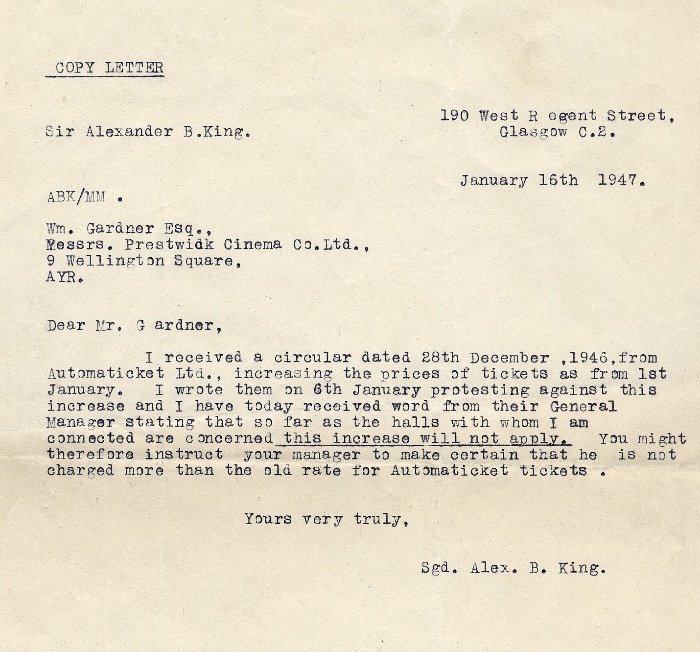 COPY LETTER
190 West R egent Street,
Glasgow C.2.
Sir Alexander B.King.
January 16th 1947.
ABK/MM .
Wm. Gardner Esq.,
Messrs. Prestwidk Cinema Co.Ltd.,
9 Wellington Square,
AYR.
Dear Mr. G ardner,
I received a circular dated 28th December ,1946,from
Automaticket Ltd., increasing the prices of tickets as from 1st
January. I wrote them on 6th January protesting against this
increase and I have today received word from their General
Manager stating that so far as the halls with whom I am
connected are concerned this increase will not apply. You might
therefore instruct your manager to make certain that he is not
charged more than the old rate for Automaticket tickets .
Yours very truly,
Sgd. Alex. B. King.